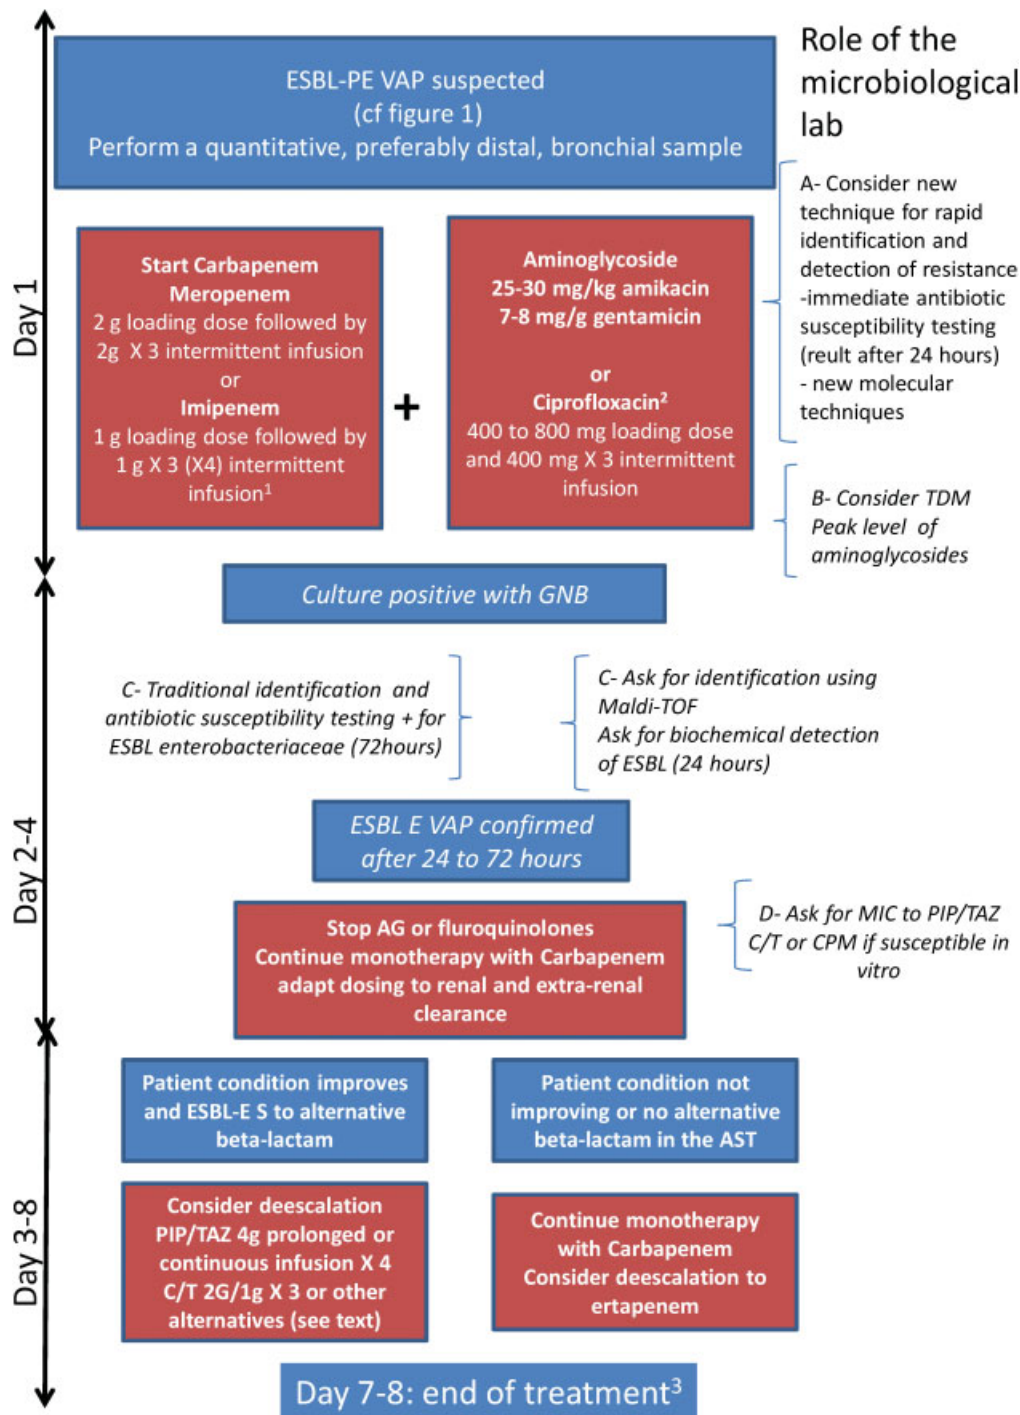 Role of the
microbiological
lab
Day 1
ESBL-PE VAP suspected
(cf figure 1)
Perform a quantitative, preferably distal, bronchial sample
A- Consider new
technique for rapid
identification and
detection of resistance
-immediate antibiotic
susceptibility testing
(reult after 24 hours)
- new molecular
techniques
Start Carbapenem
Meropenem
2 g loading dose followed by
2g X 3 intermittent infusion
or
Imipenem
1 g loading dose followed by
1 g X 3 (X4) intermittent
infusion¹
+
Aminoglycoside
25-30 mg/kg amikacin
7-8 mg/g gentamicin
or
Ciprofloxacin²
400 to 800 mg loading dose
and 400 mg X 3 intermittent
infusion
B- Consider TDM
Peak level of
aminoglycosides
Day 2-4
Culture positive with GNB
C- Traditional identification and
antibiotic susceptibility testing + for
ESBL enterobacteriaceae (72hours)
C- Ask for identification using
Maldi-TOF
Ask for biochemical detection
of ESBL (24 hours)
ESBL E VAP confirmed
after 24 to 72 hours
Stop AG or fluroquinolones
Continue monotherapy with Carbapenem
adapt dosing to renal and extra-renal
clearance
D- Ask for MIC to PIP/TAZ
C/T or CPM if susceptible in
vitro
Day 3-8
Patient condition improves
and ESBL-E S to alternative
beta-lactam
Patient condition not
improving or no alternative
beta-lactam in the AST
Consider deescalation
PIP/TAZ 4g prolonged or
continuous infusion X 4
C/T 2G/1g X 3 or other
alternatives (see text)
Continue monotherapy
with Carbapenem
Consider deescalation to
ertapenem
Day 7-8: end of treatment³